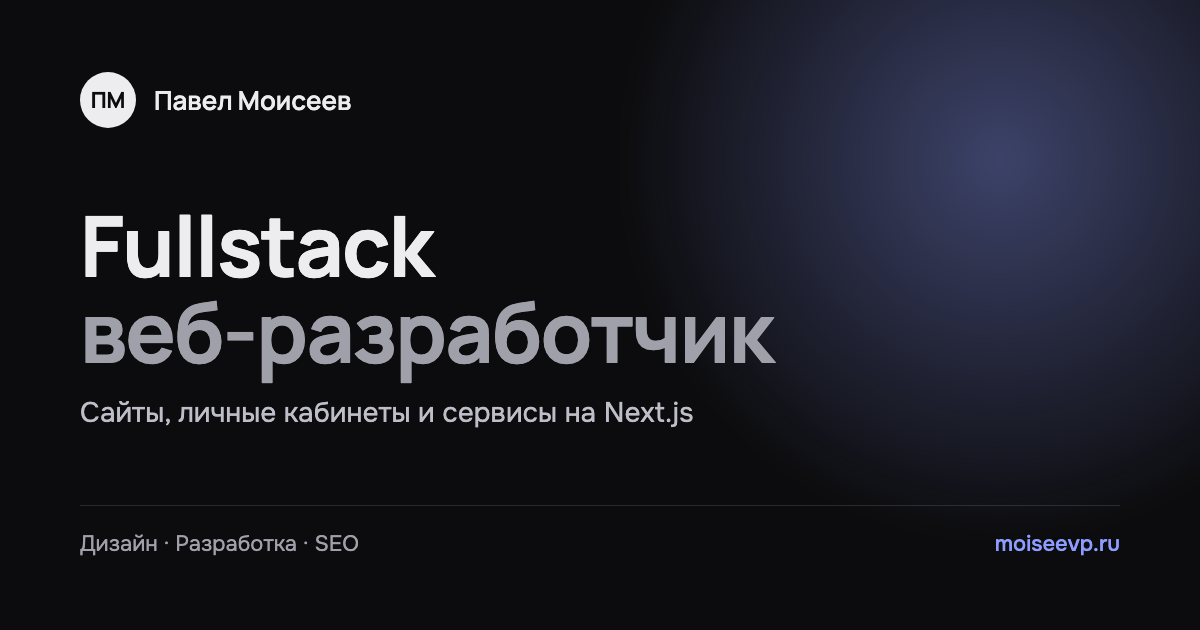 ПМ
Павел Моисеев
Fullstack
веб-разработчик
Сайты, личные кабинеты и сервисы на Next.js
Дизайн · Разработка · SEO
moiseevp.ru